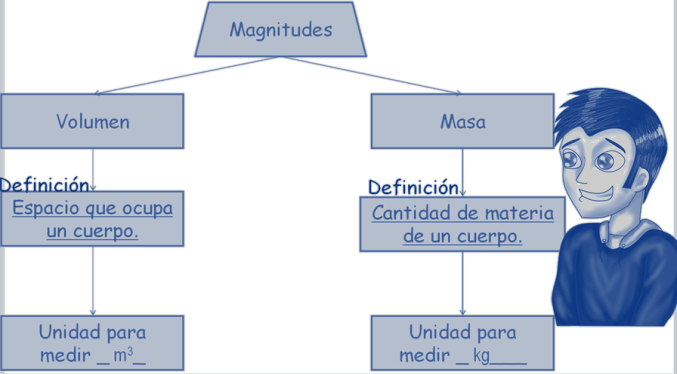 Magnitudes
Volumen
Masa
Definición
Espacio que ocupa
un cuerpo.
Definición
Cantidad de materia
de un cuerpo.
Unidad para
medir _ m³_
Unidad para
medir _ kg____